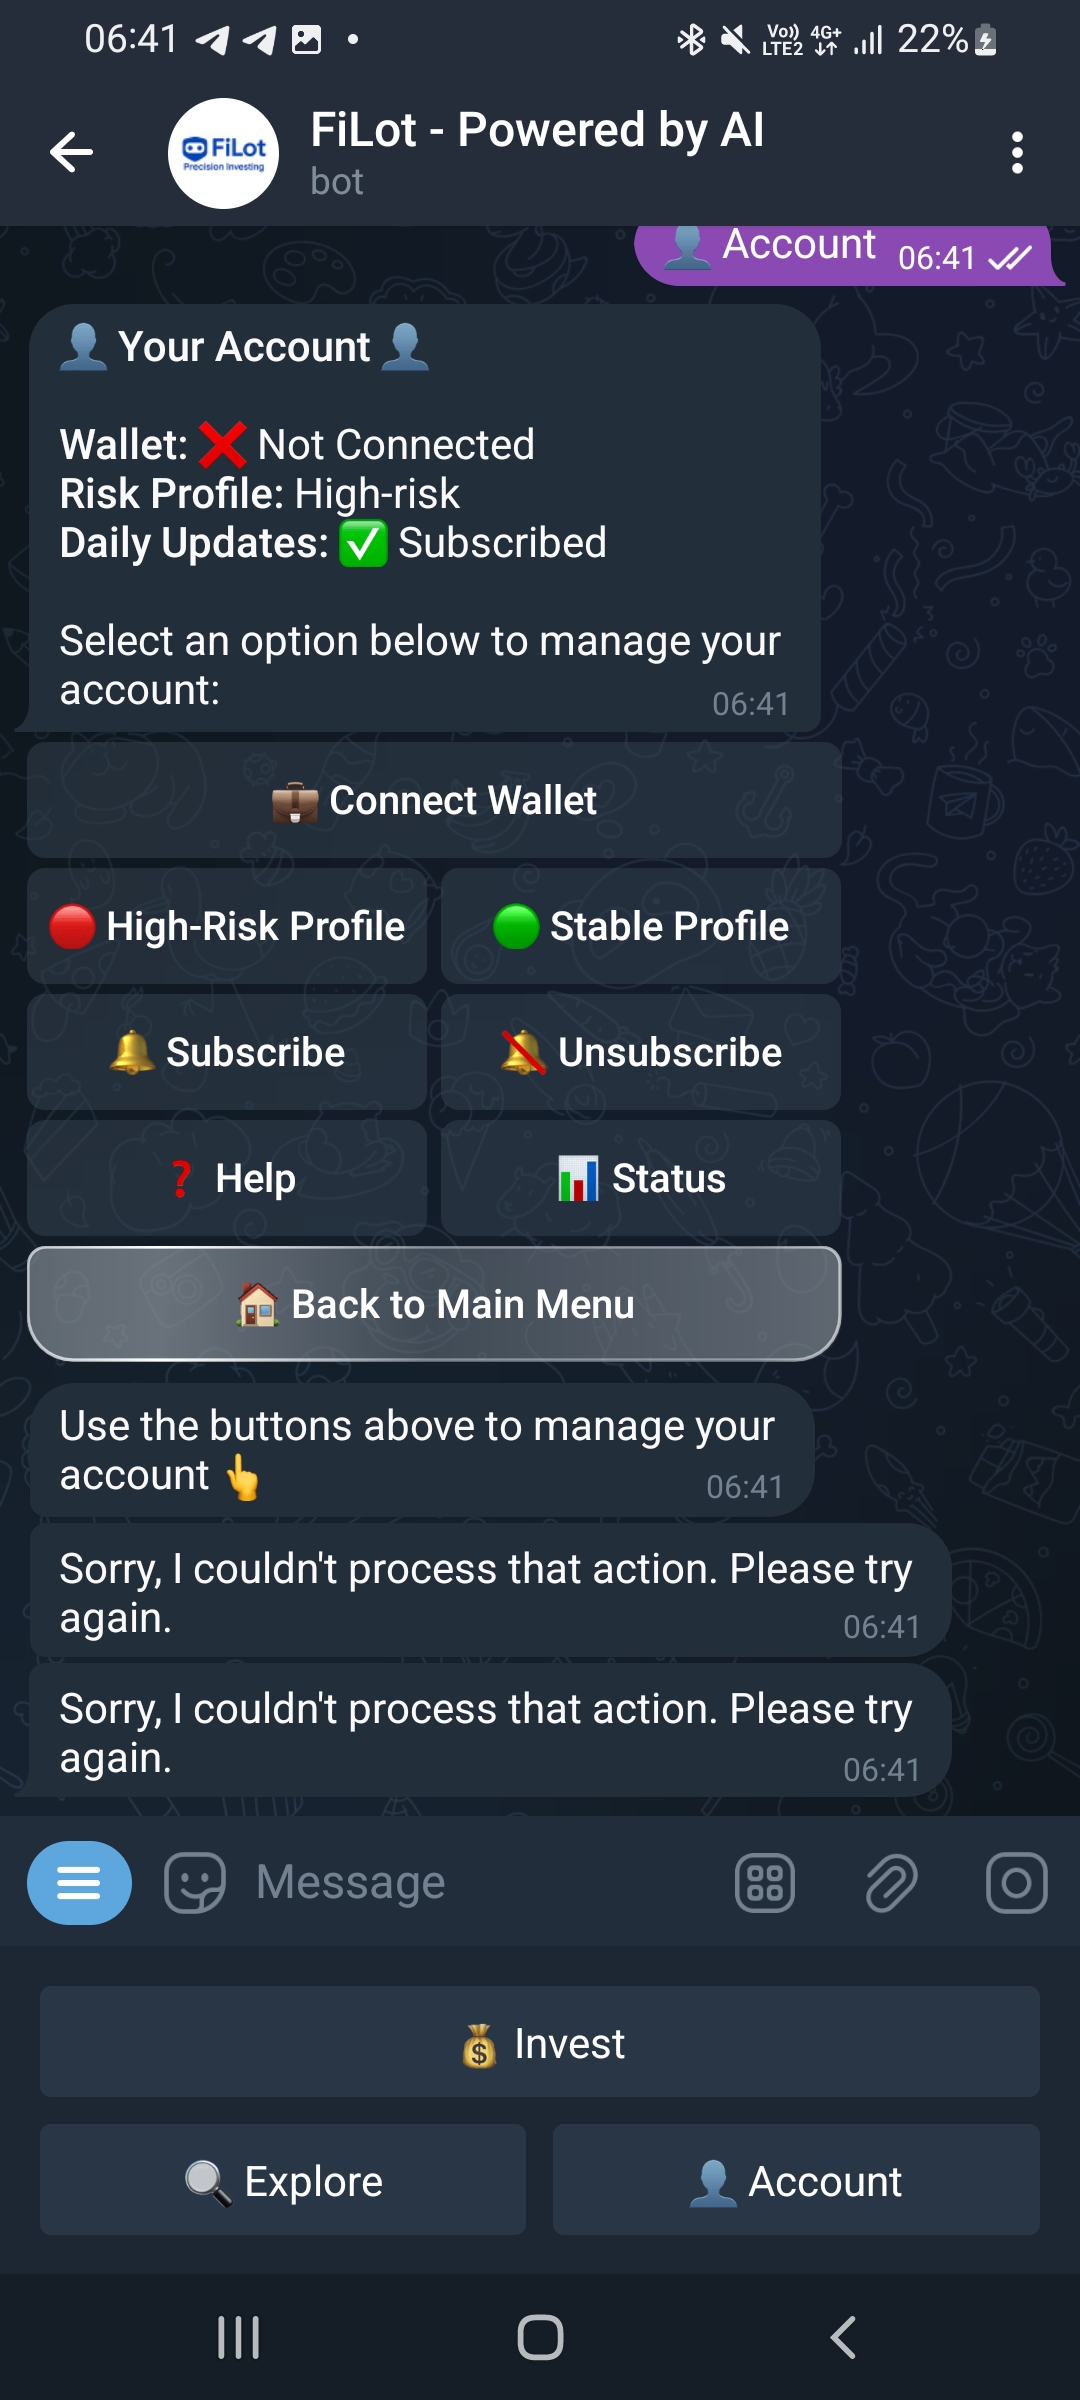 06:41
Vo)) LTE2 4G+ 22%
FiLot - Powered by AI
bot
FiLot
Precision Investing
👤 Account 06:41
👤 Your Account 👤
Wallet: ❌ Not Connected
Risk Profile: High-risk
Daily Updates: ✅ Subscribed
Select an option below to manage your
account: 06:41
💼 Connect Wallet
🔴 High-Risk Profile
🟢 Stable Profile
🔔 Subscribe
🔕 Unsubscribe
❓ Help
📊 Status
🏠 Back to Main Menu
Use the buttons above to manage your
account 👆 06:41
Sorry, I couldn't process that action. Please try
again. 06:41
Sorry, I couldn't process that action. Please try
again. 06:41
Message
💰 Invest
🔍 Explore
👤 Account